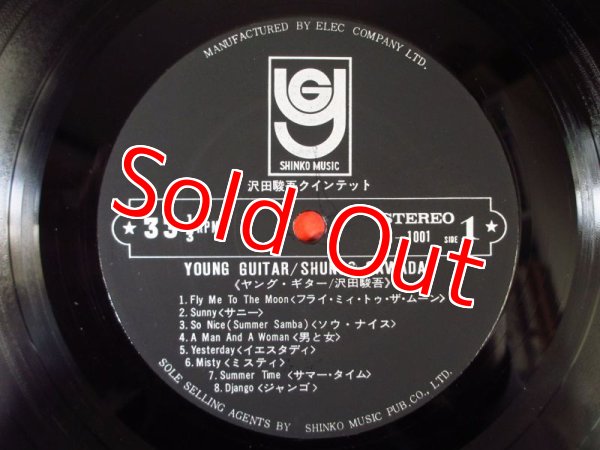 MANUFACTURED BY ELEC COMPANY LTD.
SHINKO MUSIC
沢田駿吾クインテット
33 1/3 RPM
STEREO
1001 SIDE 1
Sold Out
YOUNG GUITAR/SHUNGO SAWADA
《ヤング・ギター/沢田駿吾》
1. Fly Me To The Moon<フライ・ミィ・トゥ・ザ・ムーン>
2. Sunny<サニー>
3. So Nice(Summer Samba)<ソウ・ナイス>
4. A Man And A Woman<男と女>
5. Yesterday<イエスタディ>
6. Misty<ミスティ>
7. Summer Time<サマー・タイム>
8. Django<ジャンゴ>
SOLE SELLING AGENTS BY SHINKO MUSIC PUB. CO., LTD.